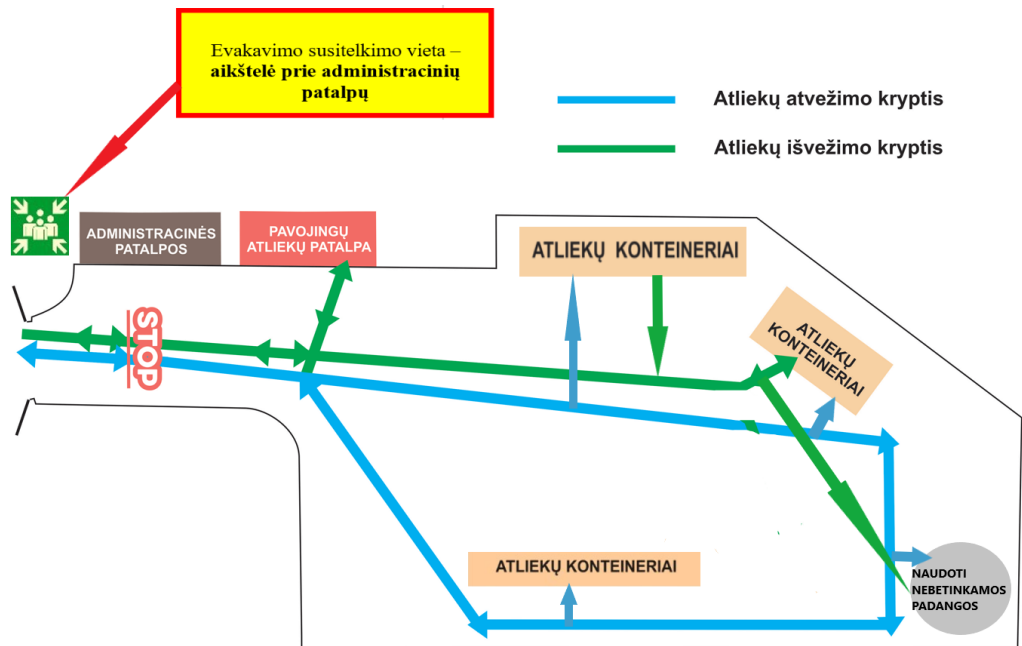 Evakavimo susitelkimo vieta –
aikštelė prie administracinių
patalpų
Atliekų atvežimo kryptis
Atliekų išvežimo kryptis
ADMINISTRACINĖS
PATALPOS
PAVOJINGŲ
ATLIEKŲ PATALPA
ATLIEKŲ KONTEINERIAI
STOP
ATLIEKŲ
KONTEINERIAI
ATLIEKŲ KONTEINERIAI
NAUDOTI
NEBETINKAMOS
PADANGOS